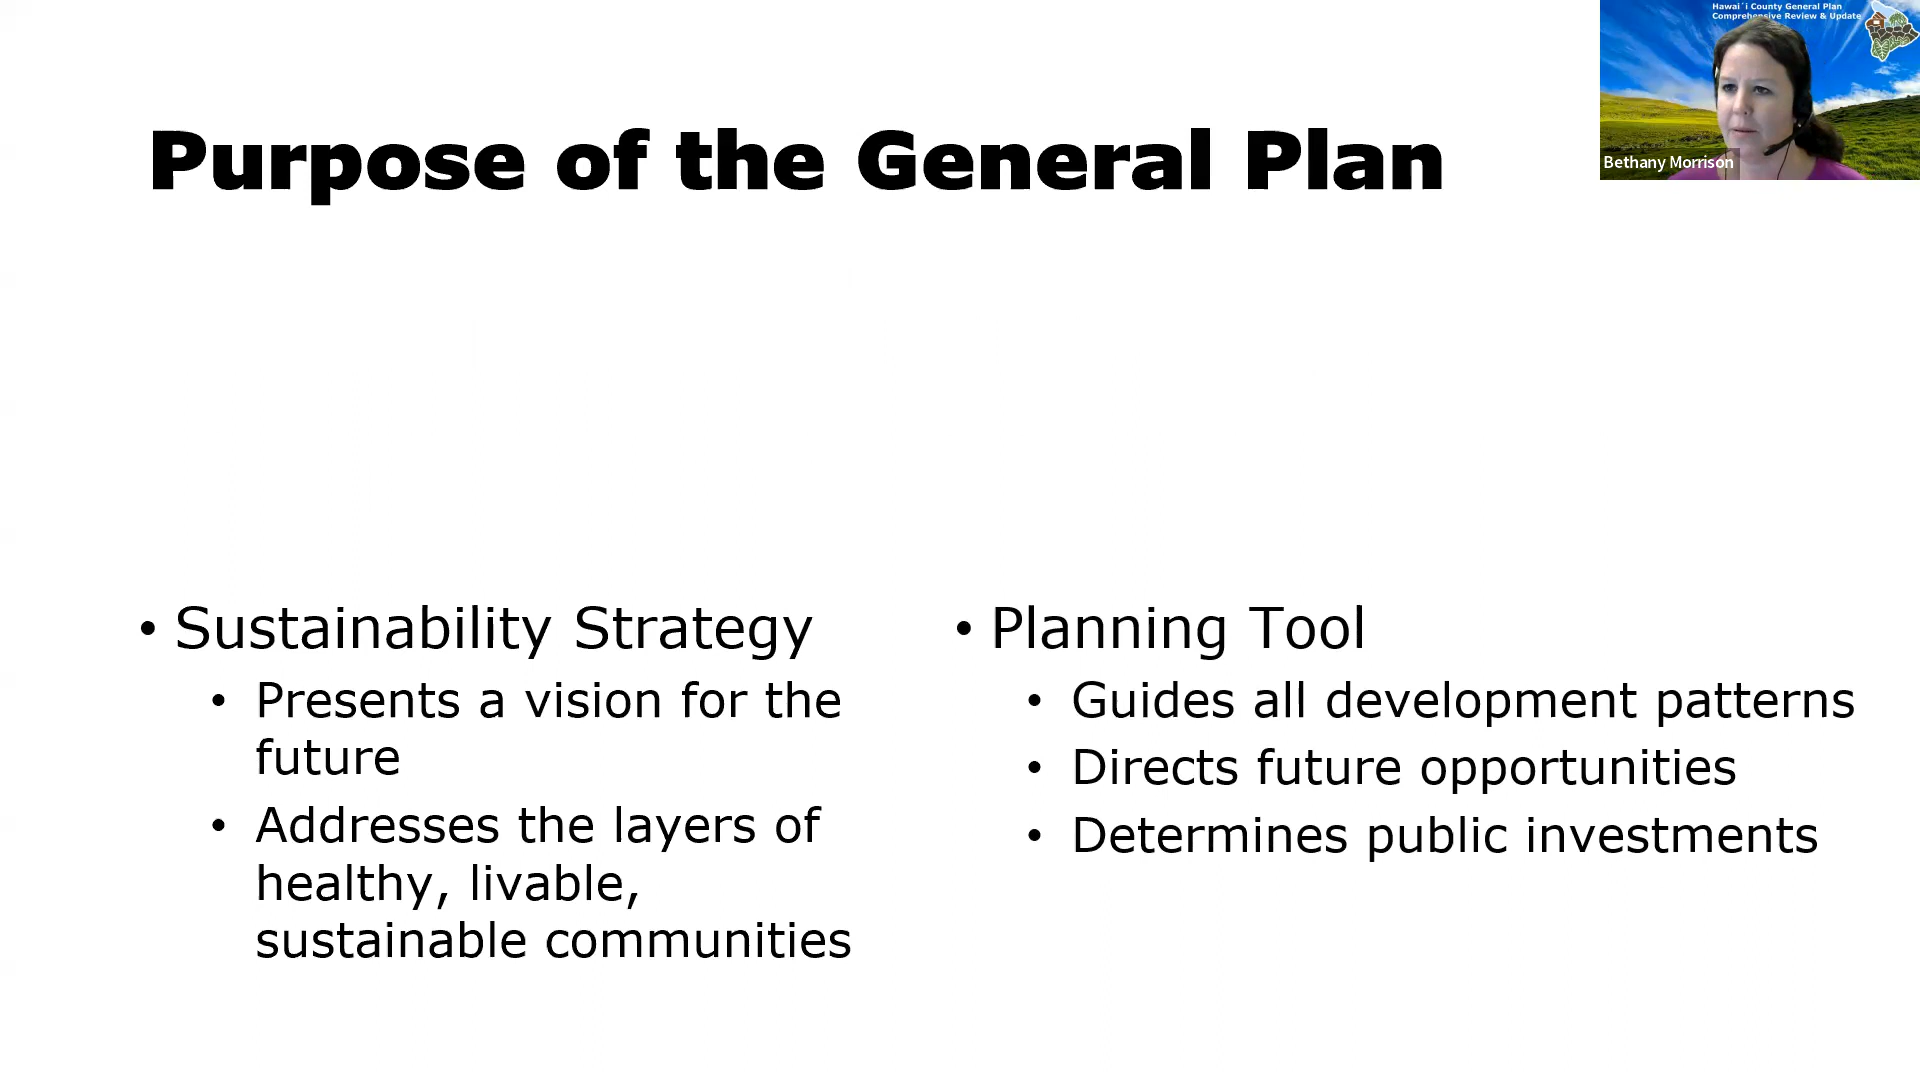 Hawai´i County General Plan
Comprehensive Review & Update
Bethany Morrison
Purpose of the General Plan
• Sustainability Strategy
• Presents a vision for the
future
• Addresses the layers of
healthy, livable,
sustainable communities
• Planning Tool
• Guides all development patterns
• Directs future opportunities
• Determines public investments